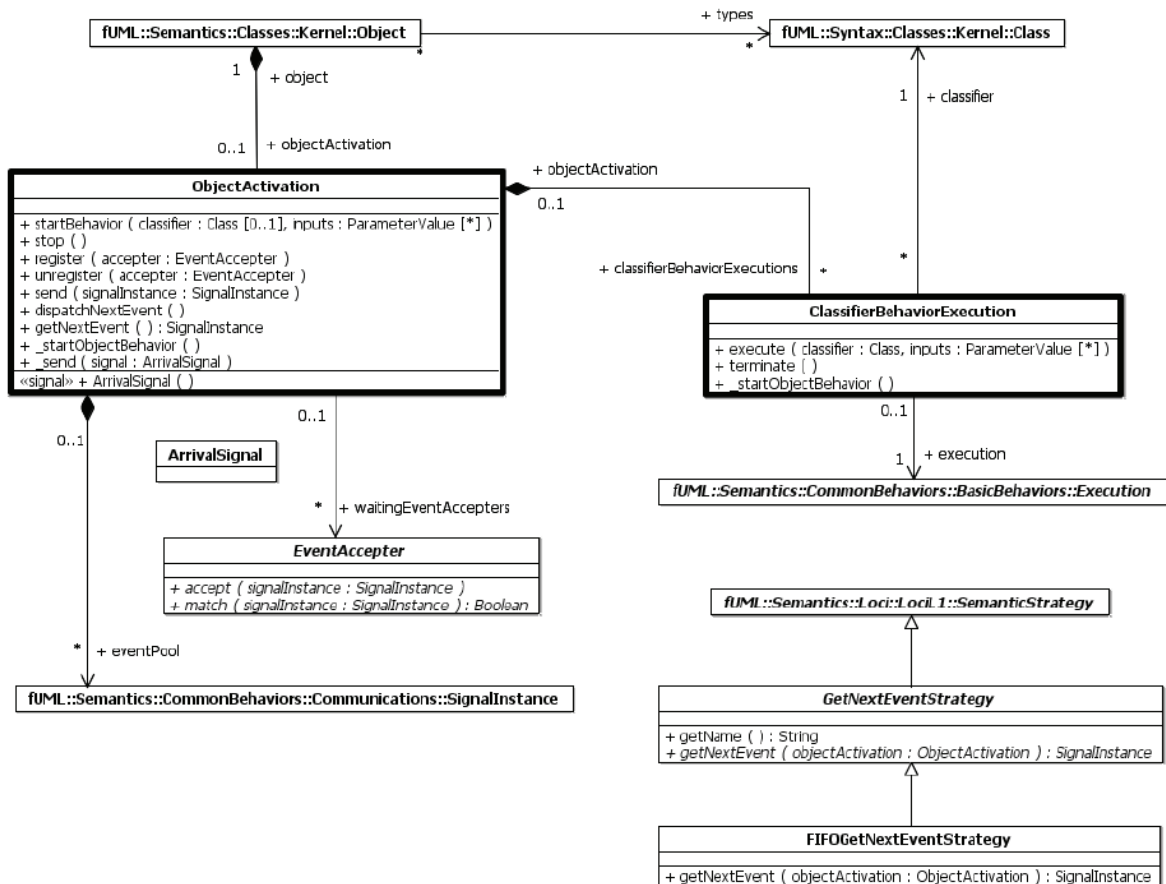 + types
fUML::Semantics::Classes::Kernel::Object
fUML::Syntax::Classes::Kernel::Class
*
*
1
+ object
1
+ classifier
0..1
+ objectActivation
+ objectActivation
0..1
ObjectActivation
+ startBehavior ( classifier : Class [0..1], inputs : ParameterValue [*] )
+ stop ( )
+ register ( accepter : EventAccepter )
+ unregister ( accepter : EventAccepter )
+ send ( signalInstance : SignalInstance )
+ dispatchNextEvent ( )
+ getNextEvent ( ) : SignalInstance
+ _startObjectBehavior ( )
+ _send ( signal : ArrivalSignal )
«signal» + ArrivalSignal ( )
+ classifierBehaviorExecutions
*
*
ClassifierBehaviorExecution
+ execute ( classifier : Class, inputs : ParameterValue [*] )
+ terminate ( )
+ _startObjectBehavior ( )
0..1
0..1
0..1
ArrivalSignal
1
+ execution
fUML::Semantics::CommonBehaviors::BasicBehaviors::Execution
*
+ waitingEventAccepters
EventAccepter
+ accept ( signalInstance : SignalInstance )
+ match ( signalInstance : SignalInstance ) : Boolean
*
+ eventPool
fUML::Semantics::CommonBehaviors::Communications::SignalInstance
fUML::Semantics::Loci::LociL1::SemanticStrategy
GetNextEventStrategy
+ getName ( ) : String
+ getNextEvent ( objectActivation : ObjectActivation ) : SignalInstance
FIFOGetNextEventStrategy
+ getNextEvent ( objectActivation : ObjectActivation ) : SignalInstance